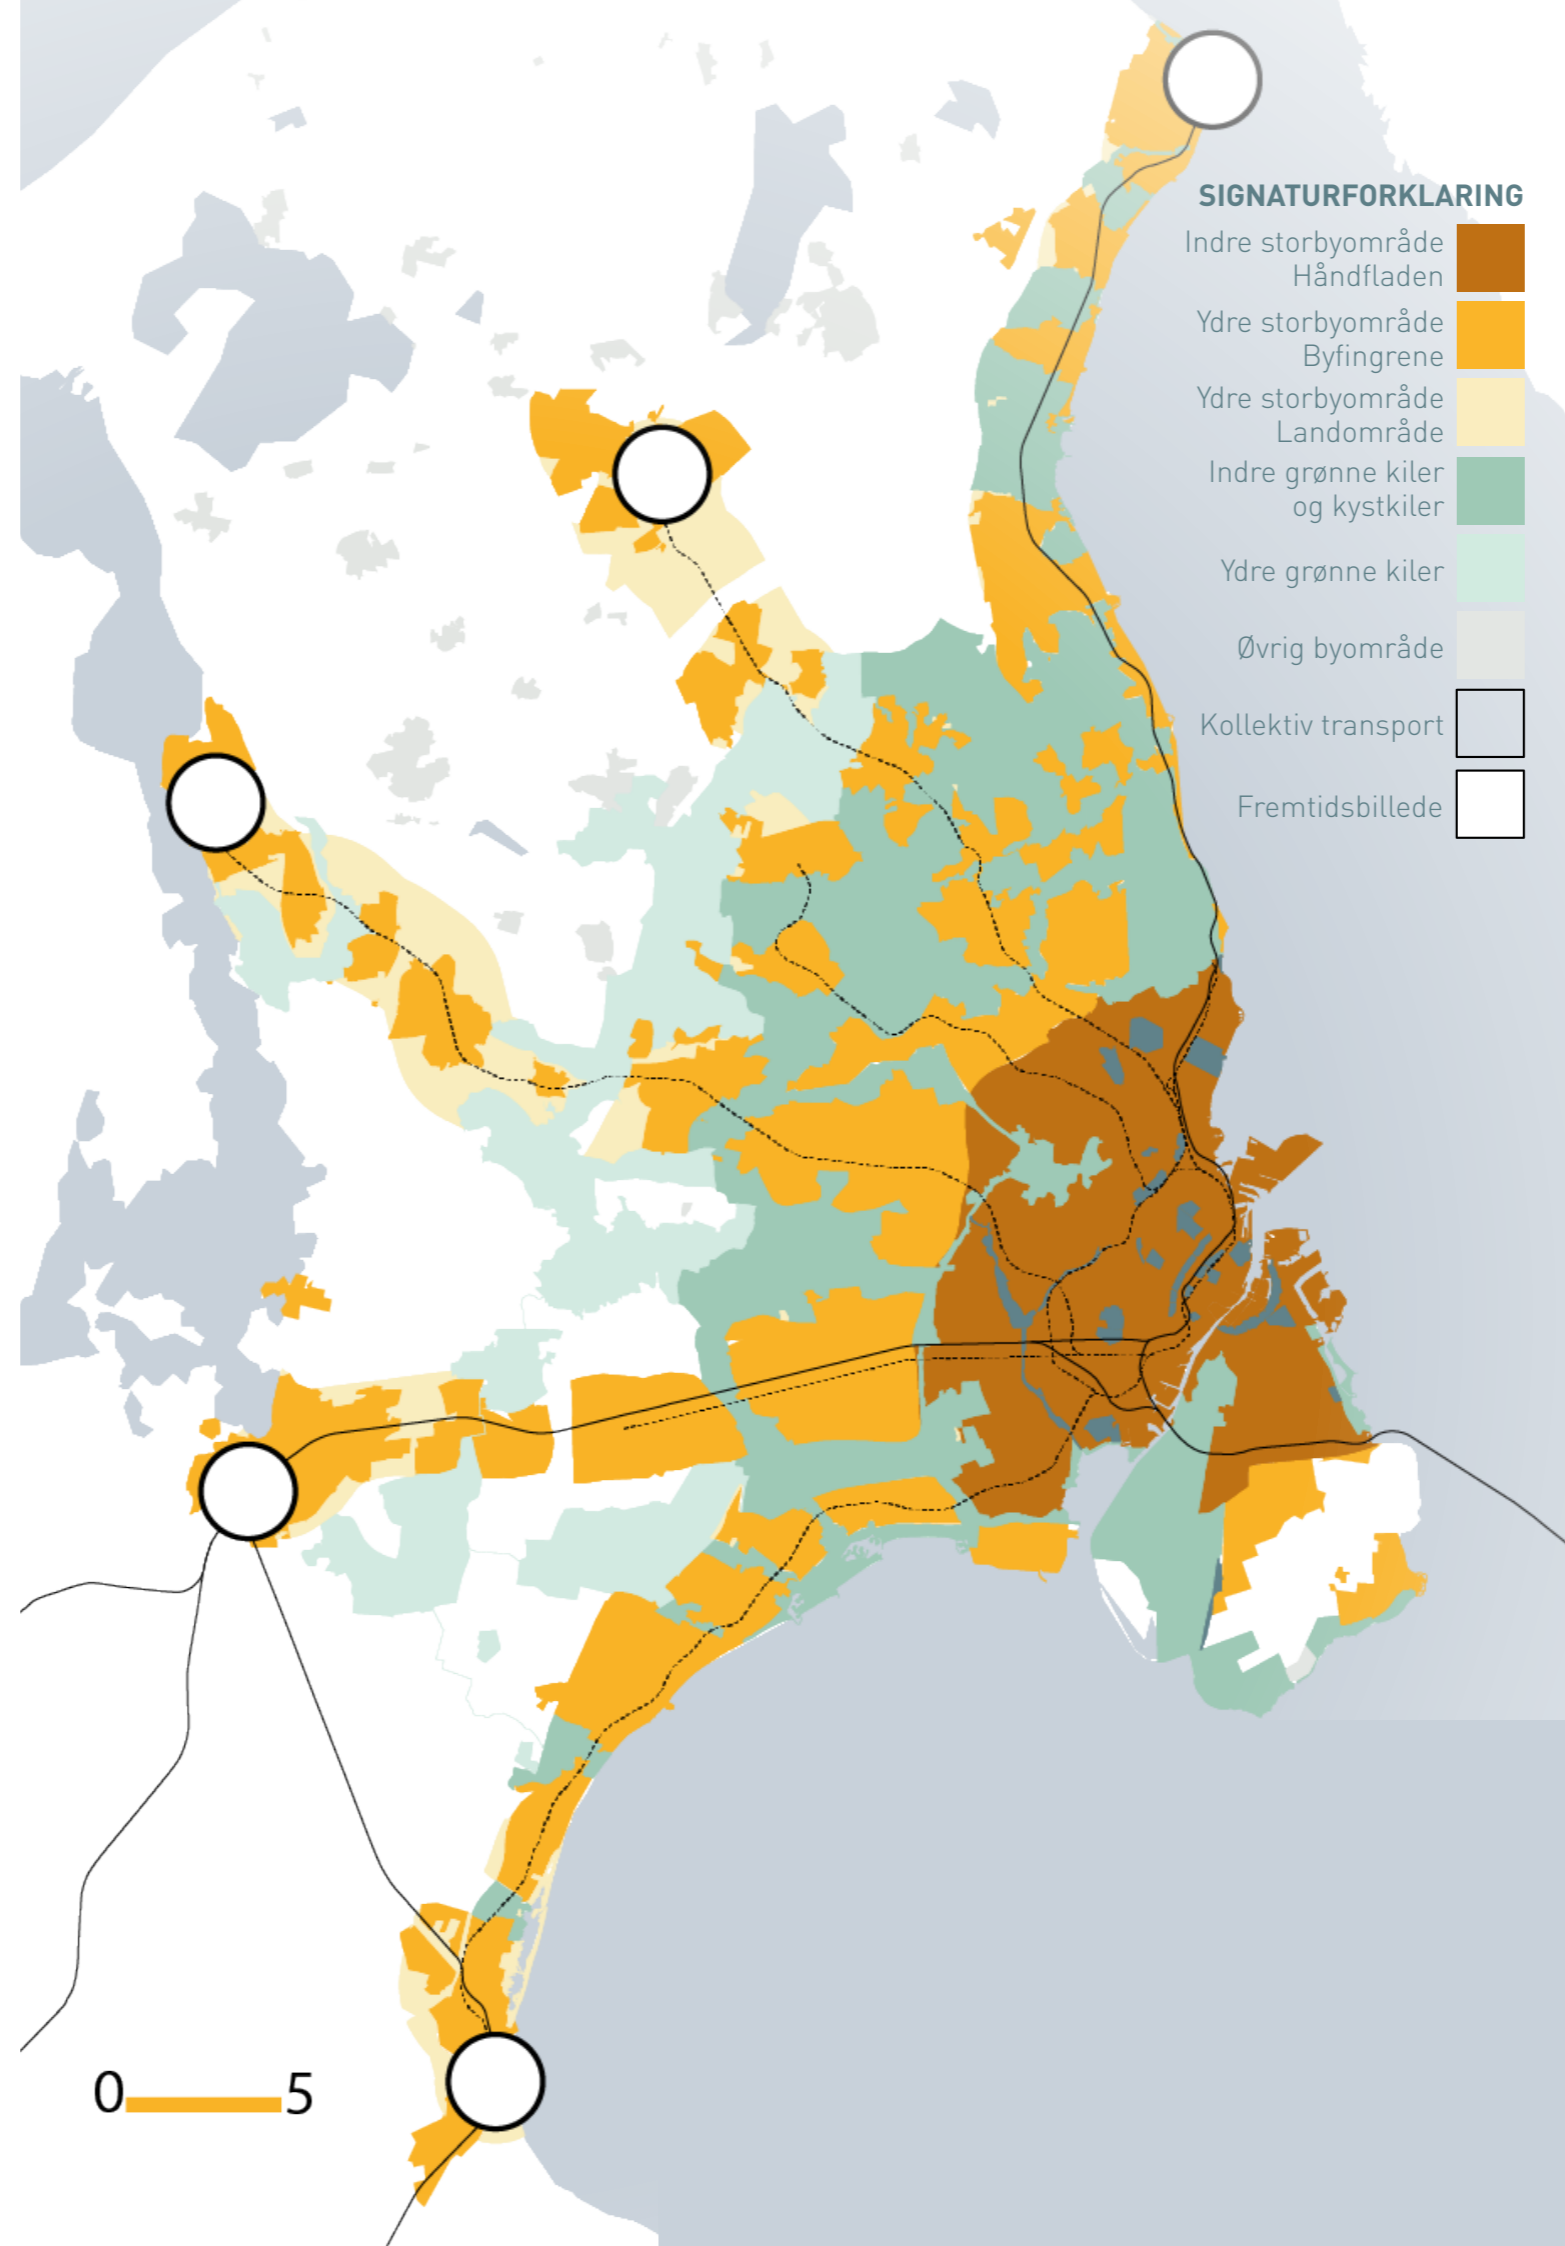 SIGNATURFORKLARING
Indre storbyområde
Håndfladen
Ydre storbyområde
Byfingrene
Ydre storbyområde
Landområde
Indre grønne kiler
og kystkiler
Ydre grønne kiler
Øvrig byområde
Kollektiv transport
Fremtidsbillede
0 5